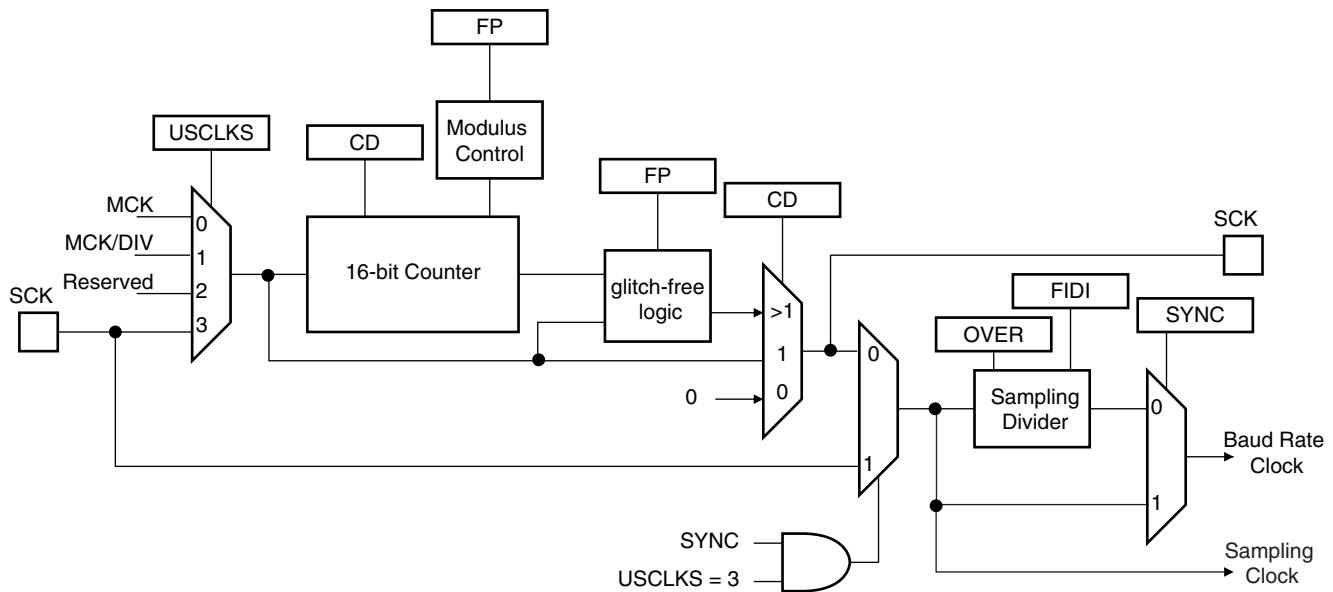 FP
USCLKS
CD
Modulus
Control
FP
CD
MCK
0
MCK/DIV
1
Reserved
2
SCK
3
16-bit Counter
glitch-free
logic
>1
1
0
0
SCK
FIDI
SYNC
OVER
0
1
Sampling
Divider
0
1
Baud Rate
Clock
SYNC
USCLKS = 3
Sampling
Clock